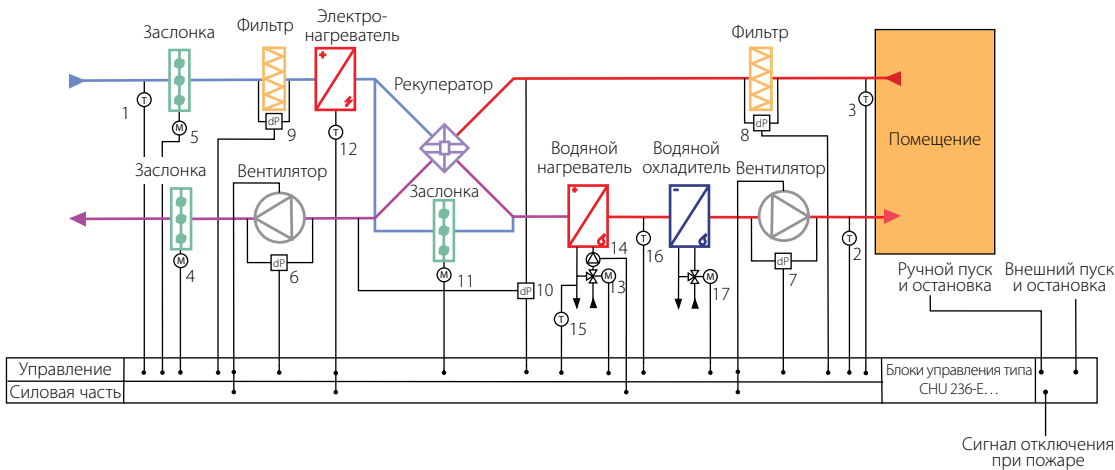 Электро-
нагреватель
Заслонка
Фильтр
Фильтр
Рекуператор
T
1
M
5
dP
9
T
12
dP
8
T
3
Помещение
Заслонка
Вентилятор
Заслонка
Водяной
нагреватель
Водяной
охладитель
Вентилятор
M
4
dP
6
M
11
dP
10
14
M
13
T
15
T
16
M
17
dP
7
T
2
Ручной пуск
и остановка
Внешний пуск
и остановка
Управление
Силовая часть
Блоки управления типа
CHU 236-E…
Сигнал отключения
при пожаре